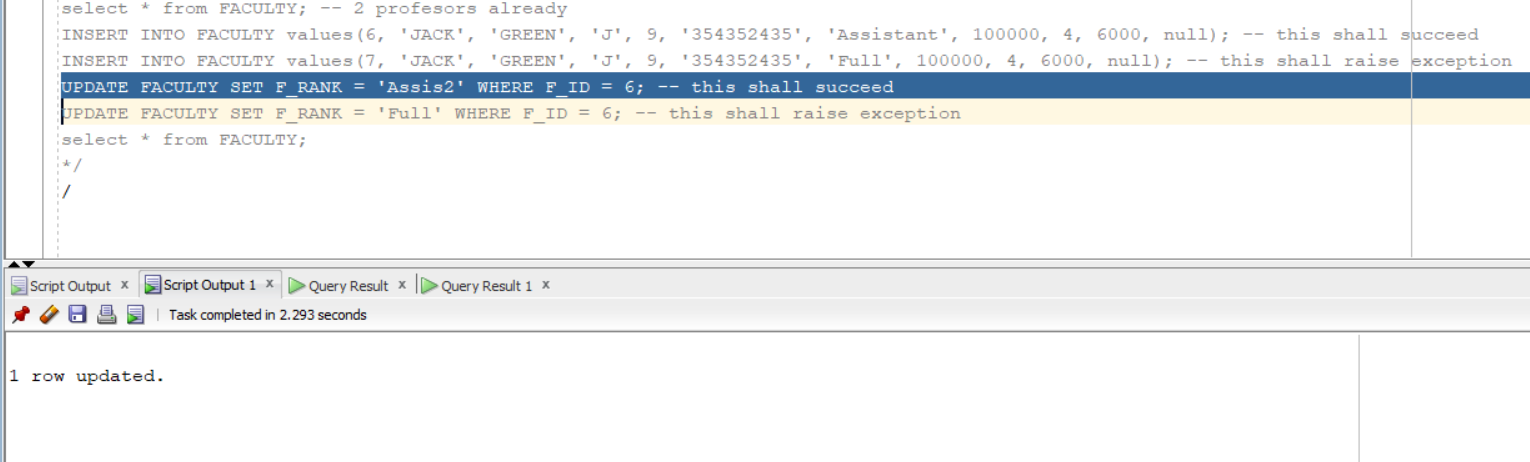 select * from FACULTY; -- 2 profesors already
INSERT INTO FACULTY values(6, 'JACK', 'GREEN', 'J', 9, '354352435', 'Assistant', 100000, 4, 6000, null); -- this shall succeed
INSERT INTO FACULTY values(7, 'JACK', 'GREEN', 'J', 9, '354352435', 'Full', 100000, 4, 6000, null); -- this shall raise exception
UPDATE FACULTY SET F_RANK = 'Assis2' WHERE F_ID = 6; -- this shall succeed
UPDATE FACULTY SET F_RANK = 'Full' WHERE F_ID = 6; -- this shall raise exception
select * from FACULTY;
*/
/
Script Output x Script Output 1 x Query Result x Query Result 1 x
Task completed in 2.293 seconds
1 row updated.